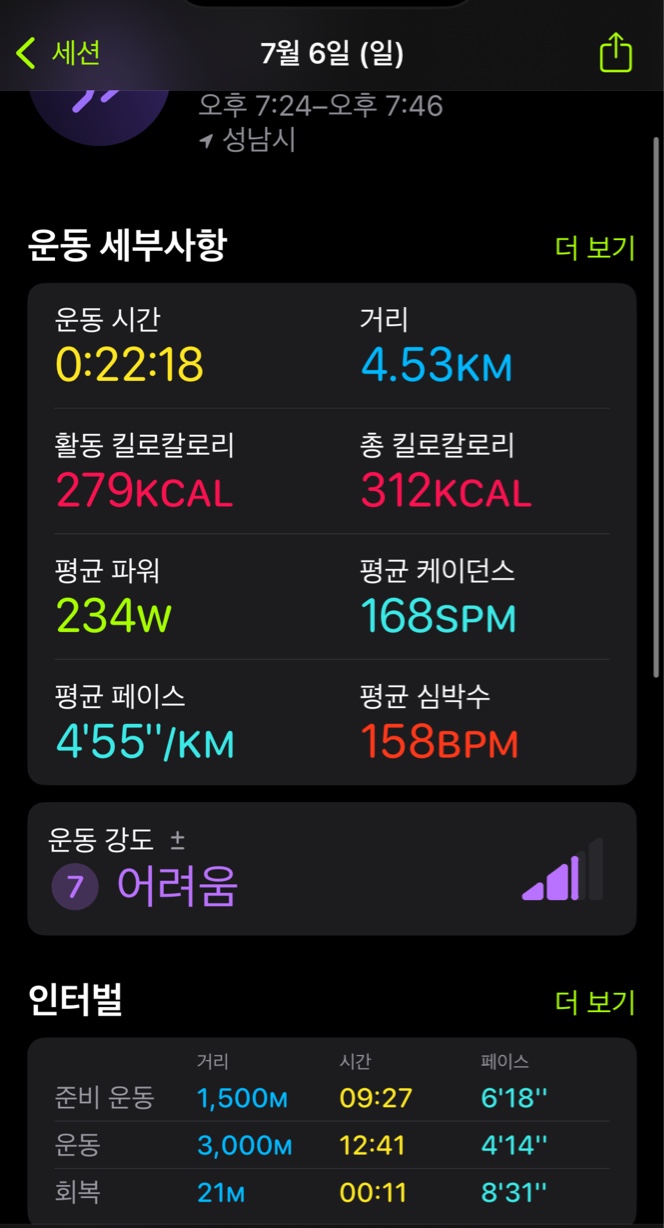 세션
7월 6일 (일)
오후 7:24–오후 7:46
성남시
운동 세부사항
더 보기
운동 시간
거리
0:22:18
4.53KM
활동 킬로칼로리
총 킬로칼로리
279KCAL
312KCAL
평균 파워
평균 케이던스
234W
168SPM
평균 페이스
평균 심박수
4'55''/KM
158BPM
운동 강도 ±
7 어려움
인터벌
더 보기
거리 시간 페이스
준비 운동 1,500M 09:27 6'18''
운동 3,000M 12:41 4'14''
회복 21M 00:11 8'31''